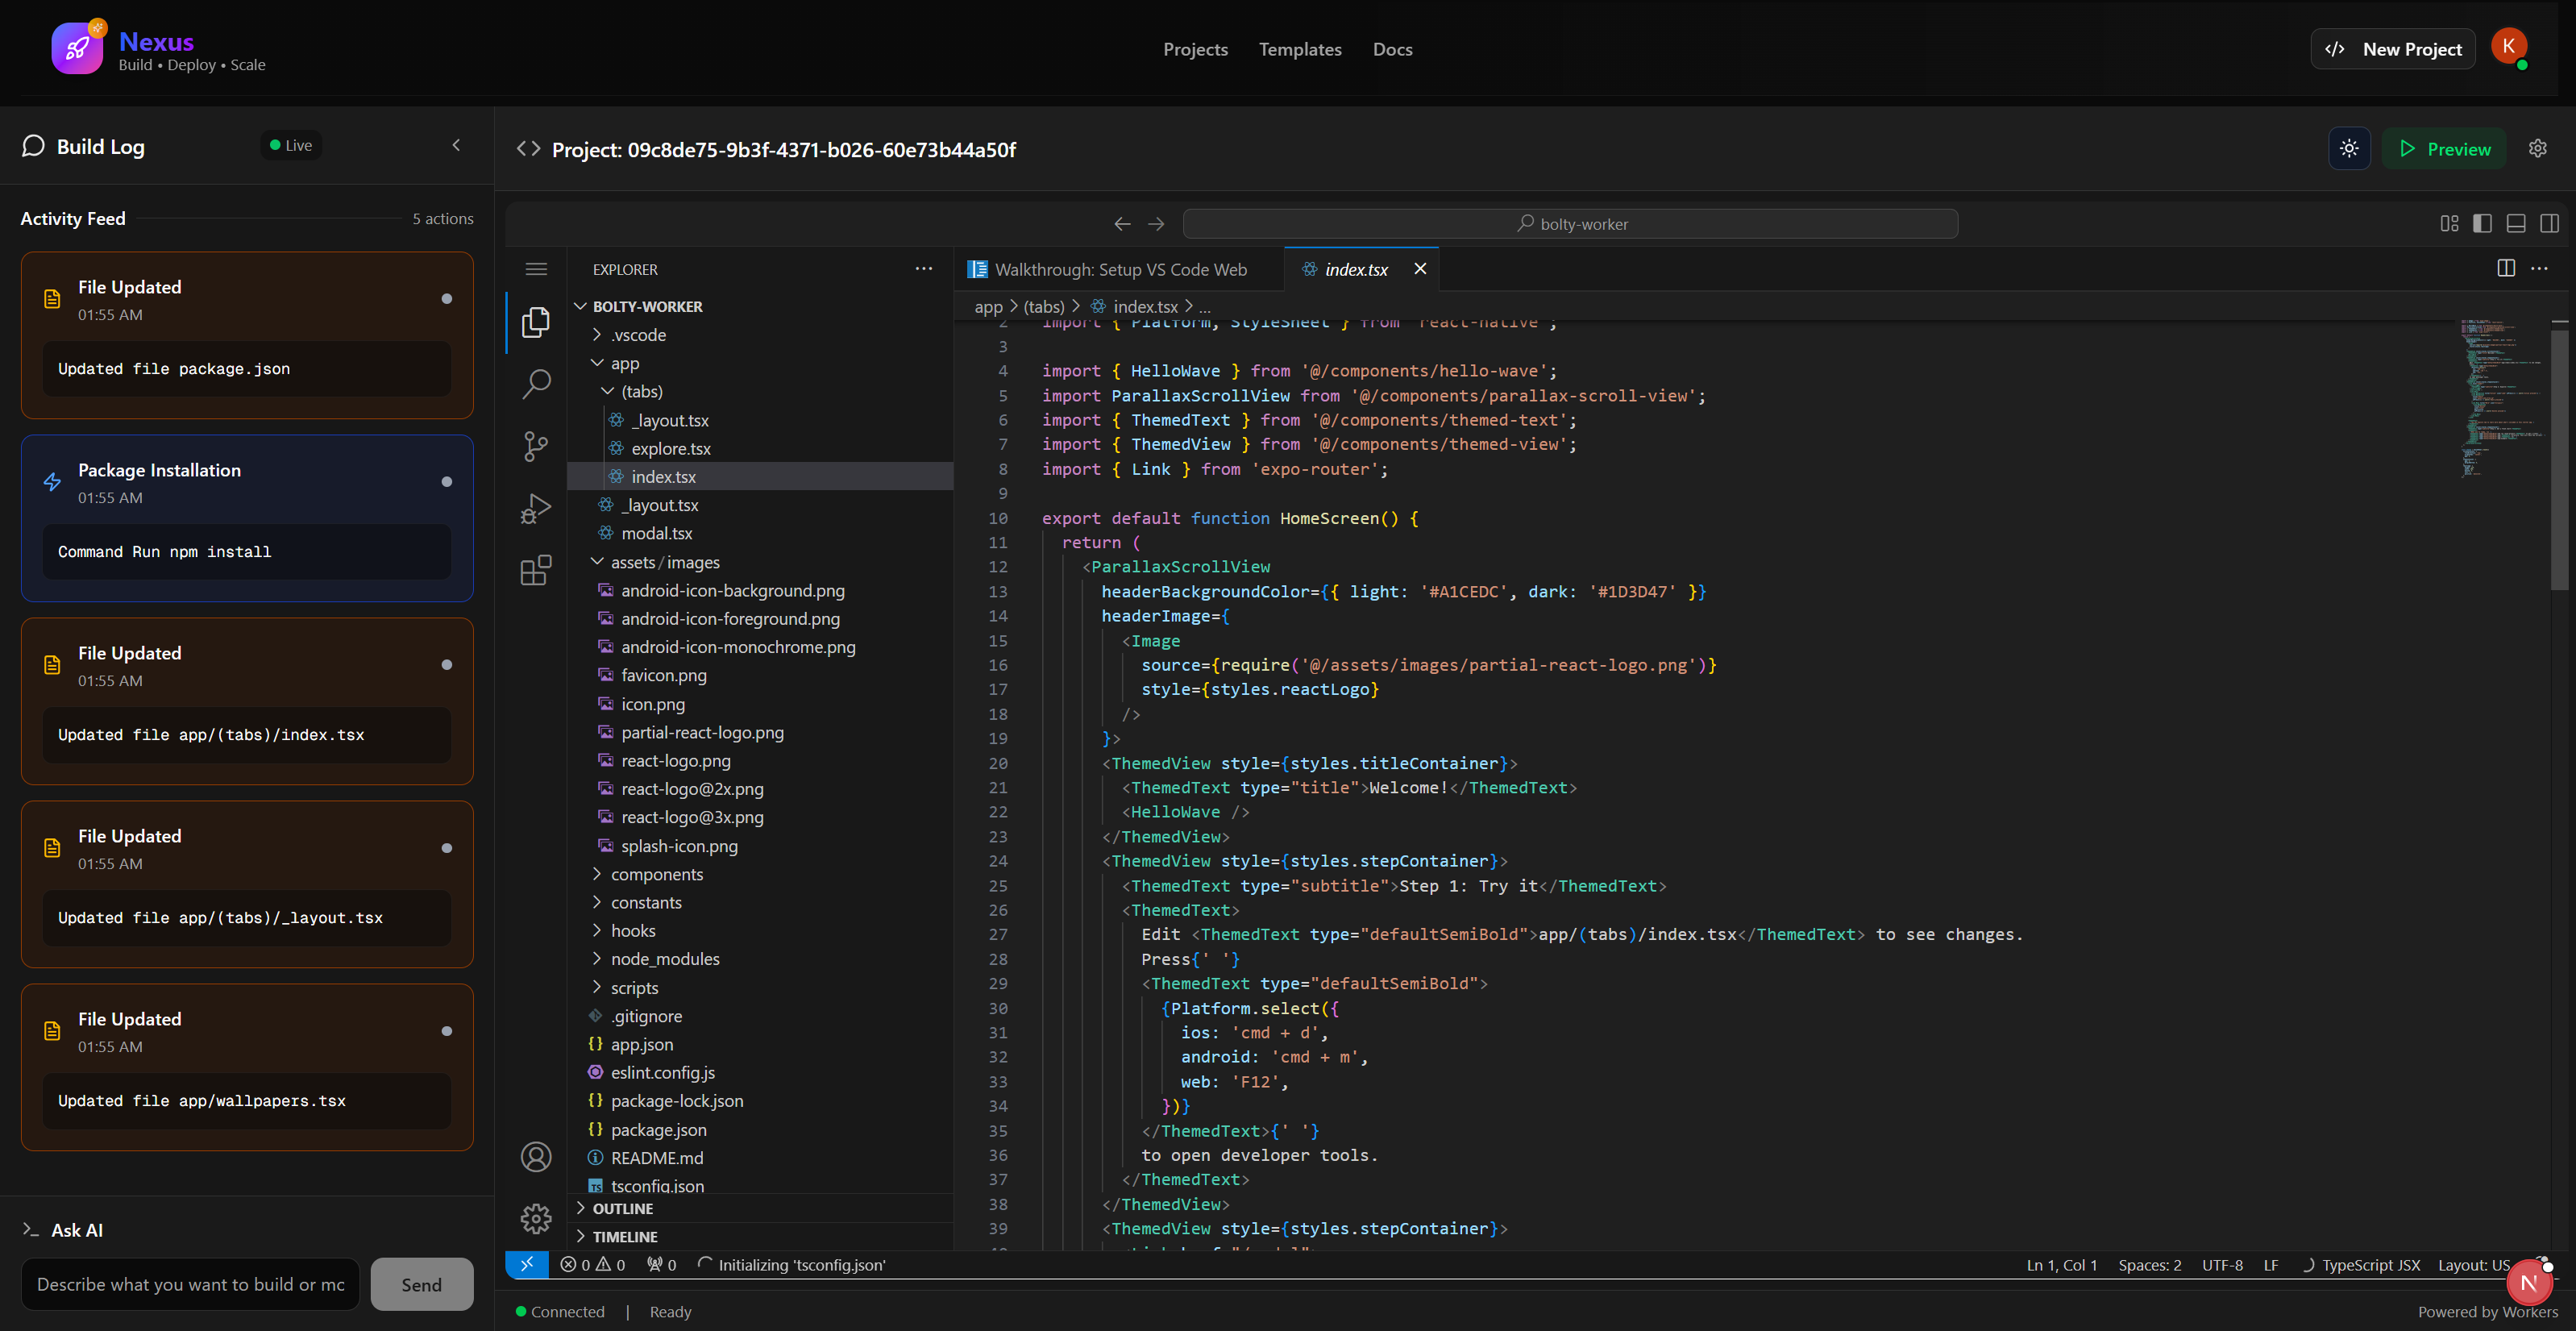 Nexus
Build • Deploy • Scale
Projects
Templates
Docs
</> New Project
K
Build Log
Live
Activity Feed
5 actions
File Updated
01:55 AM
Updated file package.json
Package Installation
01:55 AM
Command Run npm install
File Updated
01:55 AM
Updated file app/(tabs)/index.tsx
File Updated
01:55 AM
Updated file app/(tabs)/_layout.tsx
File Updated
01:55 AM
Updated file app/wallpapers.tsx
>_ Ask AI
Describe what you want to build or mc
Send
<> Project: 09c8de75-9b3f-4371-b026-60e73b44a50f
Preview
bolty-worker
EXPLORER
BOLTY-WORKER
.vscode
app
(tabs)
_layout.tsx
explore.tsx
index.tsx
_layout.tsx
modal.tsx
assets/images
android-icon-background.png
android-icon-foreground.png
android-icon-monochrome.png
favicon.png
icon.png
partial-react-logo.png
react-logo.png
react-logo@2x.png
react-logo@3x.png
splash-icon.png
components
constants
hooks
node_modules
scripts
.gitignore
{} app.json
eslint.config.js
{} package-lock.json
{} package.json
README.md
TS tsconfig.json
OUTLINE
TIMELINE
Walkthrough: Setup VS Code Web
index.tsx
app > (tabs) > index.tsx > ...
2 import { Platform, StyleSheet } from 'react-native';
3
4 import { HelloWave } from '@/components/hello-wave';
5 import ParallaxScrollView from '@/components/parallax-scroll-view';
6 import { ThemedText } from '@/components/themed-text';
7 import { ThemedView } from '@/components/themed-view';
8 import { Link } from 'expo-router';
9
10 export default function HomeScreen() {
11 return (
12 <ParallaxScrollView
13 headerBackgroundColor={{ light: '#A1CEDC', dark: '#1D3D47' }}
14 headerImage={
15 <Image
16 source={require('@/assets/images/partial-react-logo.png')}
17 style={styles.reactLogo}
18 />
19 }>
20 <ThemedView style={styles.titleContainer}>
21 <ThemedText type="title">Welcome!</ThemedText>
22 <HelloWave />
23 </ThemedView>
24 <ThemedView style={styles.stepContainer}>
25 <ThemedText type="subtitle">Step 1: Try it</ThemedText>
26 <ThemedText>
27 Edit <ThemedText type="defaultSemiBold">app/(tabs)/index.tsx</ThemedText> to see changes.
28 Press{' '}
29 <ThemedText type="defaultSemiBold">
30 {Platform.select({
31 ios: 'cmd + d',
32 android: 'cmd + m',
33 web: 'F12',
34 })}
35 </ThemedText>{' '}
36 to open developer tools.
37 </ThemedText>
38 </ThemedView>
39 <ThemedView style={styles.stepContainer}>
0 0 0 Initializing 'tsconfig.json'
Ln 1, Col 1 Spaces: 2 UTF-8 LF TypeScript JSX Layout: US
N
Connected | Ready
Powered by Workers